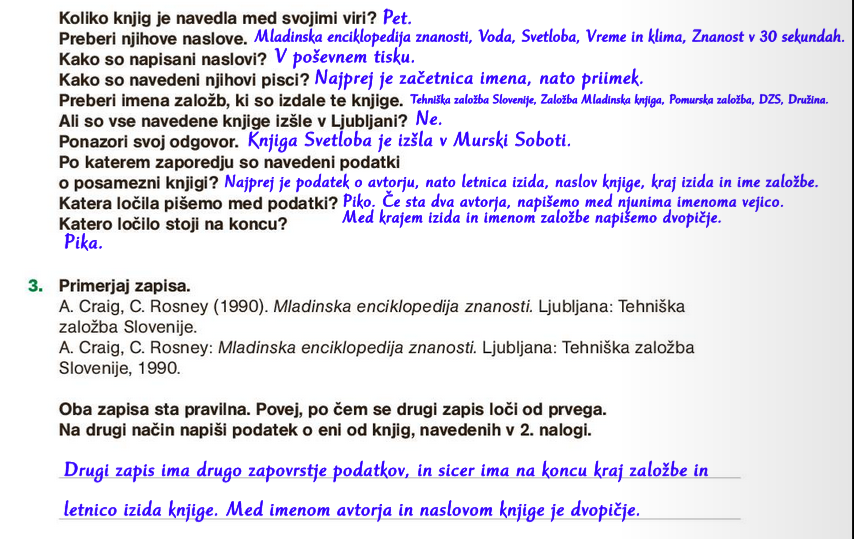 Koliko knjig je navedla med svojimi viri? Pet.
Preberi njihove naslove. Mladinska enciklopedija znanosti, Voda, Svetloba, Vreme in klima, Znanost v 30 sekundah.
Kako so napisani naslovi? V poševnem tisku.
Kako so navedeni njihovi pisci? Najprej je začetnica imena, nato priimek.
Preberi imena založb, ki so izdale te knjige. Tehniška založba Slovenije, Založba Mladinska knjiga, Pomurska založba, DZS, Družina.
Ali so vse navedene knjige izšle v Ljubljani? Ne.
Ponazori svoj odgovor. Knjiga Svetloba je izšla v Murski Soboti.
Po katerem zaporedju so navedeni podatki
o posamezni knjigi? Najprej je podatek o avtorju, nato letnica izida, naslov knjige, kraj izida in ime založbe.
Katera ločila pišemo med podatki? Piko. Če sta dva avtorja, napišemo med njunima imenoma vejico.
Med krajem izida in imenom založbe napišemo dvopičje.
Katero ločilo stoji na koncu?
Pika.
3. Primerjaj zapisa.
A. Craig, C. Rosney (1990). Mladinska enciklopedija znanosti. Ljubljana: Tehniška
založba Slovenije.
A. Craig, C. Rosney: Mladinska enciklopedija znanosti. Ljubljana: Tehniška založba
Slovenije, 1990.
Oba zapisa sta pravilna. Povej, po čem se drugi zapis loči od prvega.
Na drugi način napiši podatek o eni od knjig, navedenih v 2. nalogi.
Drugi zapis ima drugo zapovrstje podatkov, in sicer ima na koncu kraj založbe in
letnico izida knjige. Med imenom avtorja in naslovom knjige je dvopičje.